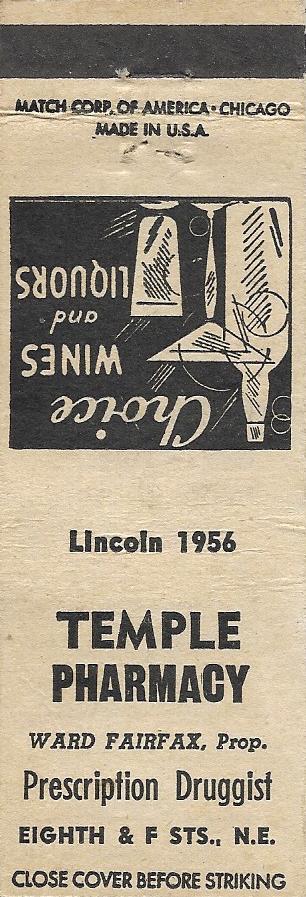 MATCH CORP. OF AMERICA • CHICAGO
MADE IN U.S.A.
Choice
WINES
and
LIQUORS
Lincoln 1956
TEMPLE
PHARMACY
WARD FAIRFAX, Prop.
Prescription Druggist
EIGHTH & F STS., N.E.
CLOSE COVER BEFORE STRIKING